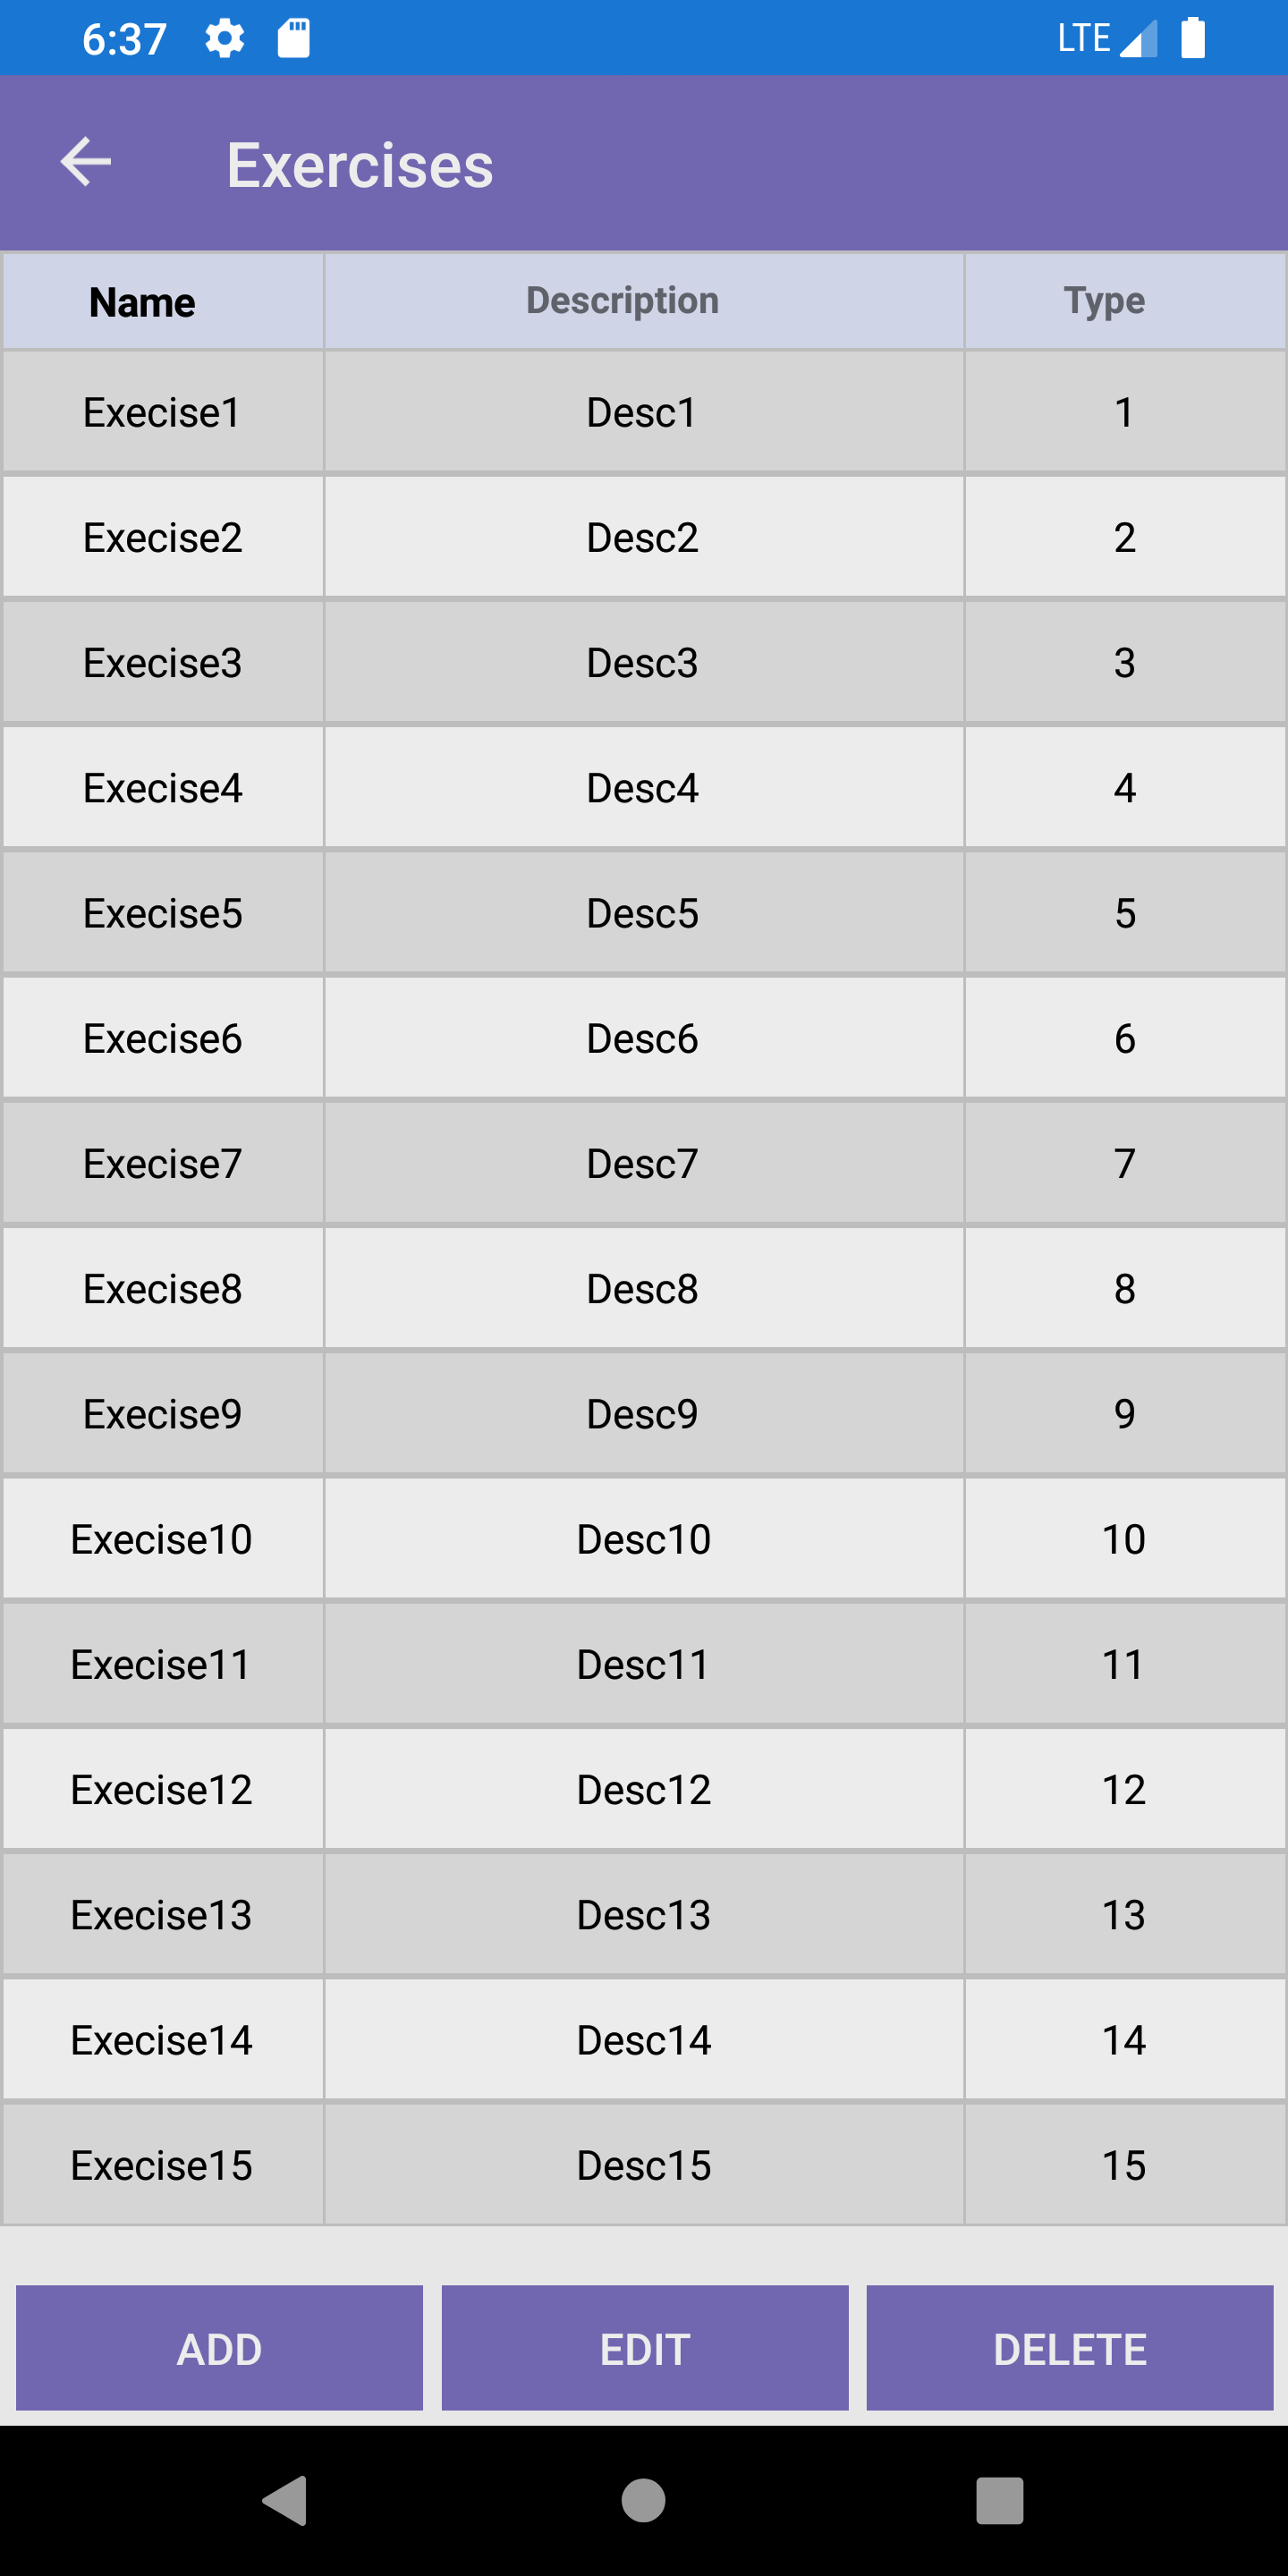 6:37 LTE
Exercises
Name Description Type
Execise1 Desc1 1
Execise2 Desc2 2
Execise3 Desc3 3
Execise4 Desc4 4
Execise5 Desc5 5
Execise6 Desc6 6
Execise7 Desc7 7
Execise8 Desc8 8
Execise9 Desc9 9
Execise10 Desc10 10
Execise11 Desc11 11
Execise12 Desc12 12
Execise13 Desc13 13
Execise14 Desc14 14
Execise15 Desc15 15
ADD EDIT DELETE